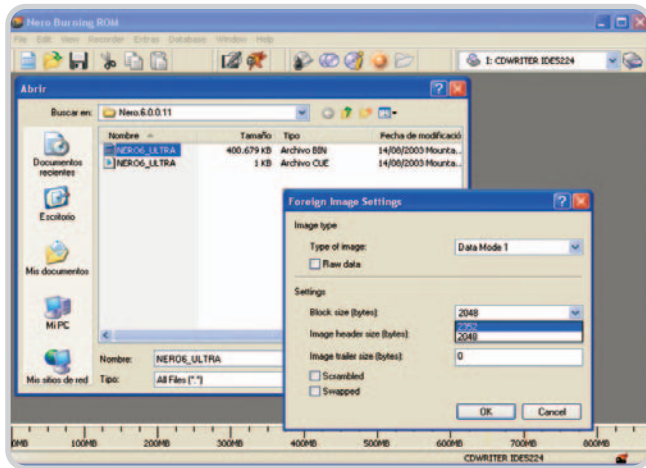 Nero Burning ROM
File Edit View Recorder Extras Database Window Help
I: CDWRITER IDE5224
Abrir
Buscar en: Nero.6.0.0.11
Nombre Tamaño Tipo Fecha de modificació
NERO6_ULTRA 400.679 KB Archivo BIN 14/08/2003 Mounta...
NERO6_ULTRA 1 KB Archivo CUE 14/08/2003 Mounta...
Documentos
recientes
Escritorio
Mis documentos
Mi PC
Mis sitios de red
Nombre: NERO6_ULTRA
Tipo: All Files (*.*)
Foreign Image Settings
Image type
Type of image: Data Mode 1
Raw data
Settings
Block size (bytes): 2048
2352
2048
Image header size (bytes):
Image trailer size (bytes): 0
Scrambled
Swapped
OK Cancel
0MB 100MB 200MB 300MB 400MB 500MB 600MB 700MB 800MB
CDWRITER IDE5224